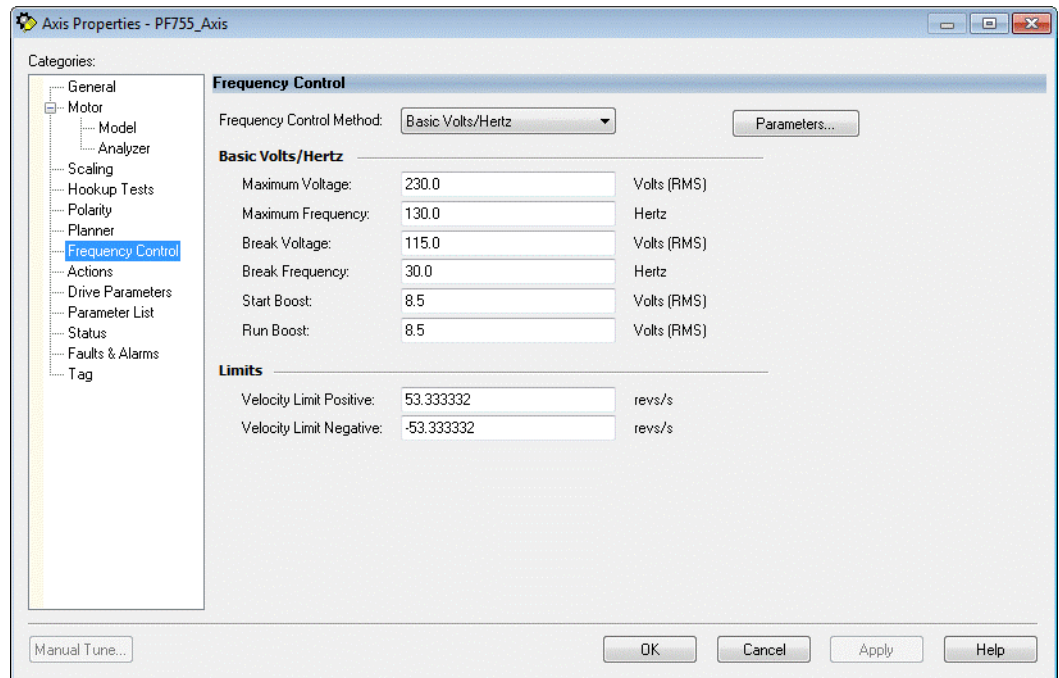 Axis Properties - PF755_Axis
Categories:
General
Motor
Model
Analyzer
Scaling
Hookup Tests
Polarity
Planner
Frequency Control
Actions
Drive Parameters
Parameter List
Status
Faults & Alarms
Tag
Frequency Control
Frequency Control Method: Basic Volts/Hertz Parameters...
Basic Volts/Hertz
Maximum Voltage: 230.0 Volts (RMS)
Maximum Frequency: 130.0 Hertz
Break Voltage: 115.0 Volts (RMS)
Break Frequency: 30.0 Hertz
Start Boost: 8.5 Volts (RMS)
Run Boost: 8.5 Volts (RMS)
Limits
Velocity Limit Positive: 53.333332 revs/s
Velocity Limit Negative: -53.333332 revs/s
Manual Tune... OK Cancel Apply Help